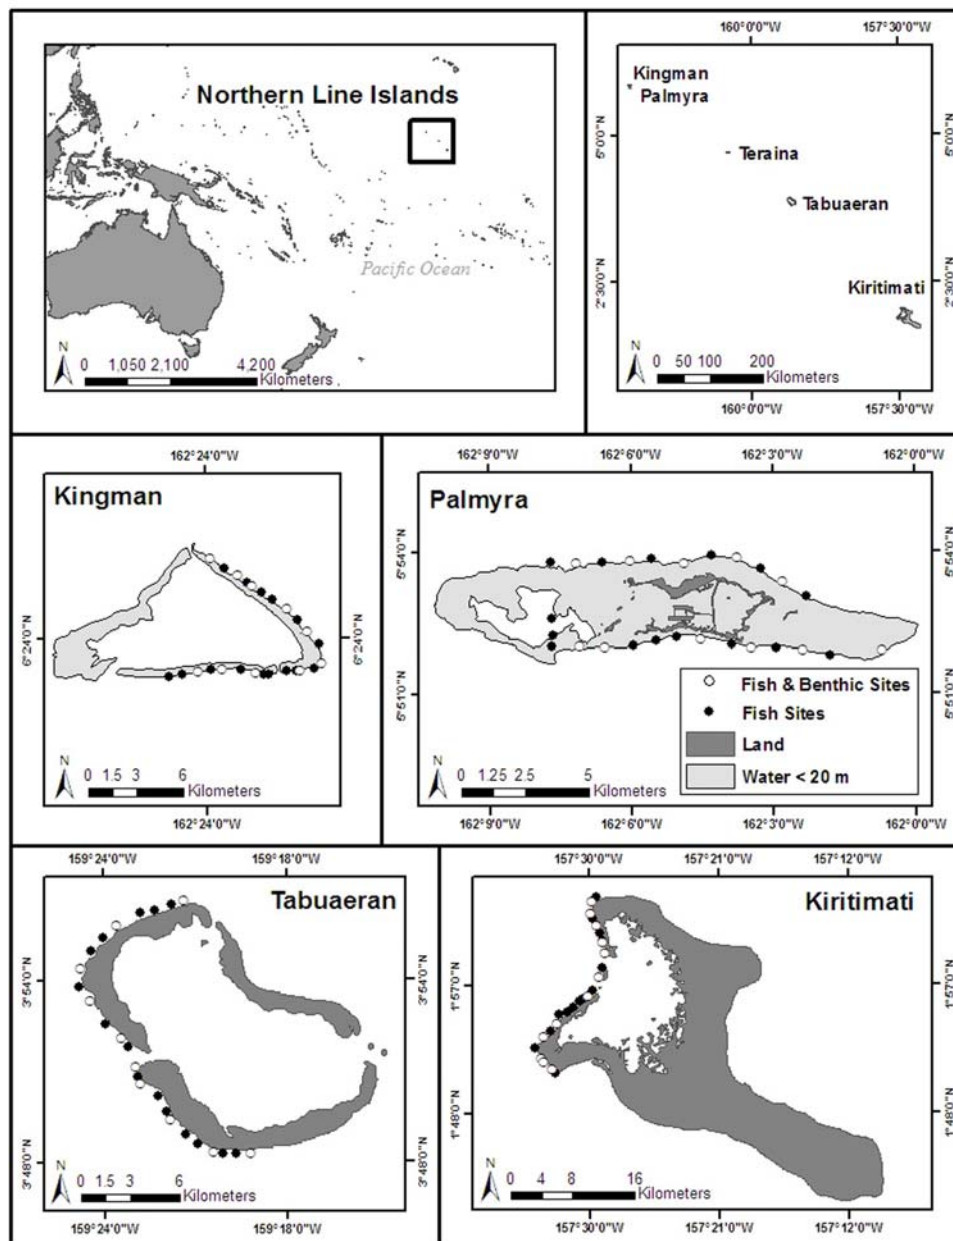 Northern Line Islands
Pacific Ocean
N
0 1,050 2,100 4,200
Kilometers
160°0'0"W 157°30'0"W
Kingman
Palmyra
Teraina
Tabuaeran
Kiritimati
5°0'0"N
2°30'0"N
5°0'0"N
2°30'0"N
N
0 50 100 200
Kilometers
160°0'0"W 157°30'0"W
162°24'0"W
Kingman
6°24'0"N
6°24'0"N
N
0 1.5 3 6
Kilometers
162°24'0"W
162°9'0"W 162°6'0"W 162°3'0"W 162°0'0"W
Palmyra
5°54'0"N
5°51'0"N
5°54'0"N
5°51'0"N
Fish & Benthic Sites
Fish Sites
Land
Water < 20 m
N
0 1.25 2.5 5
Kilometers
162°9'0"W 162°6'0"W 162°3'0"W 162°0'0"W
159°24'0"W 159°18'0"W
Tabuaeran
3°54'0"N
3°48'0"N
3°54'0"N
3°48'0"N
N
0 1.5 3 6
Kilometers
159°24'0"W 159°18'0"W
157°30'0"W 157°21'0"W 157°12'0"W
Kiritimati
1°57'0"N
1°48'0"N
1°57'0"N
1°48'0"N
N
0 4 8 16
Kilometers
157°30'0"W 157°21'0"W 157°12'0"W